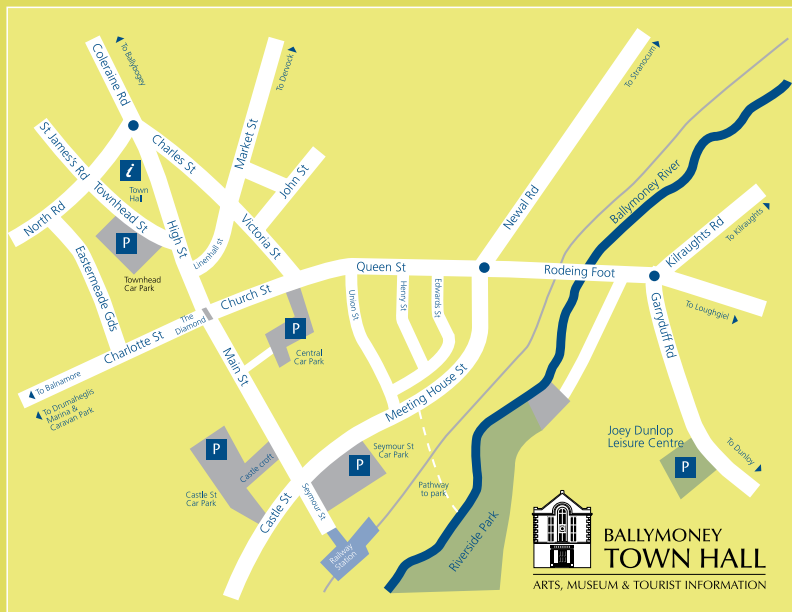 To Ballybogey
Coleraine Rd
To Dervock
To Stranocum
St James's Rd
Charles St
Market St
i
Town
Hall
John St
Townhead St
North Rd
High St
Linenhall st
Victoria St
Newal Rd
Ballymoney River
Kilraughts Rd
To Kilraughts
P
Townhead
Car Park
Eastermeade Gds
Queen St
Rodeing Foot
Church St
Union St
Henry St
Edwards St
To Loughgiel
The
Diamond
Charlotte St
P
Central
Car Park
Main St
Garryduff Rd
To Balnamore
To Drumaheglis
Marina &
Caravan Park
Meeting House St
Joey Dunlop
Leisure Centre
P
To Dunloy
P
Castle croft
P
Seymour St
Car Park
Castle St
Car Park
Castle St
Seymour St
Pathway
to park
Railway
Station
Riverside Park
BALLYMONEY
TOWN HALL
ARTS, MUSEUM & TOURIST INFORMATION